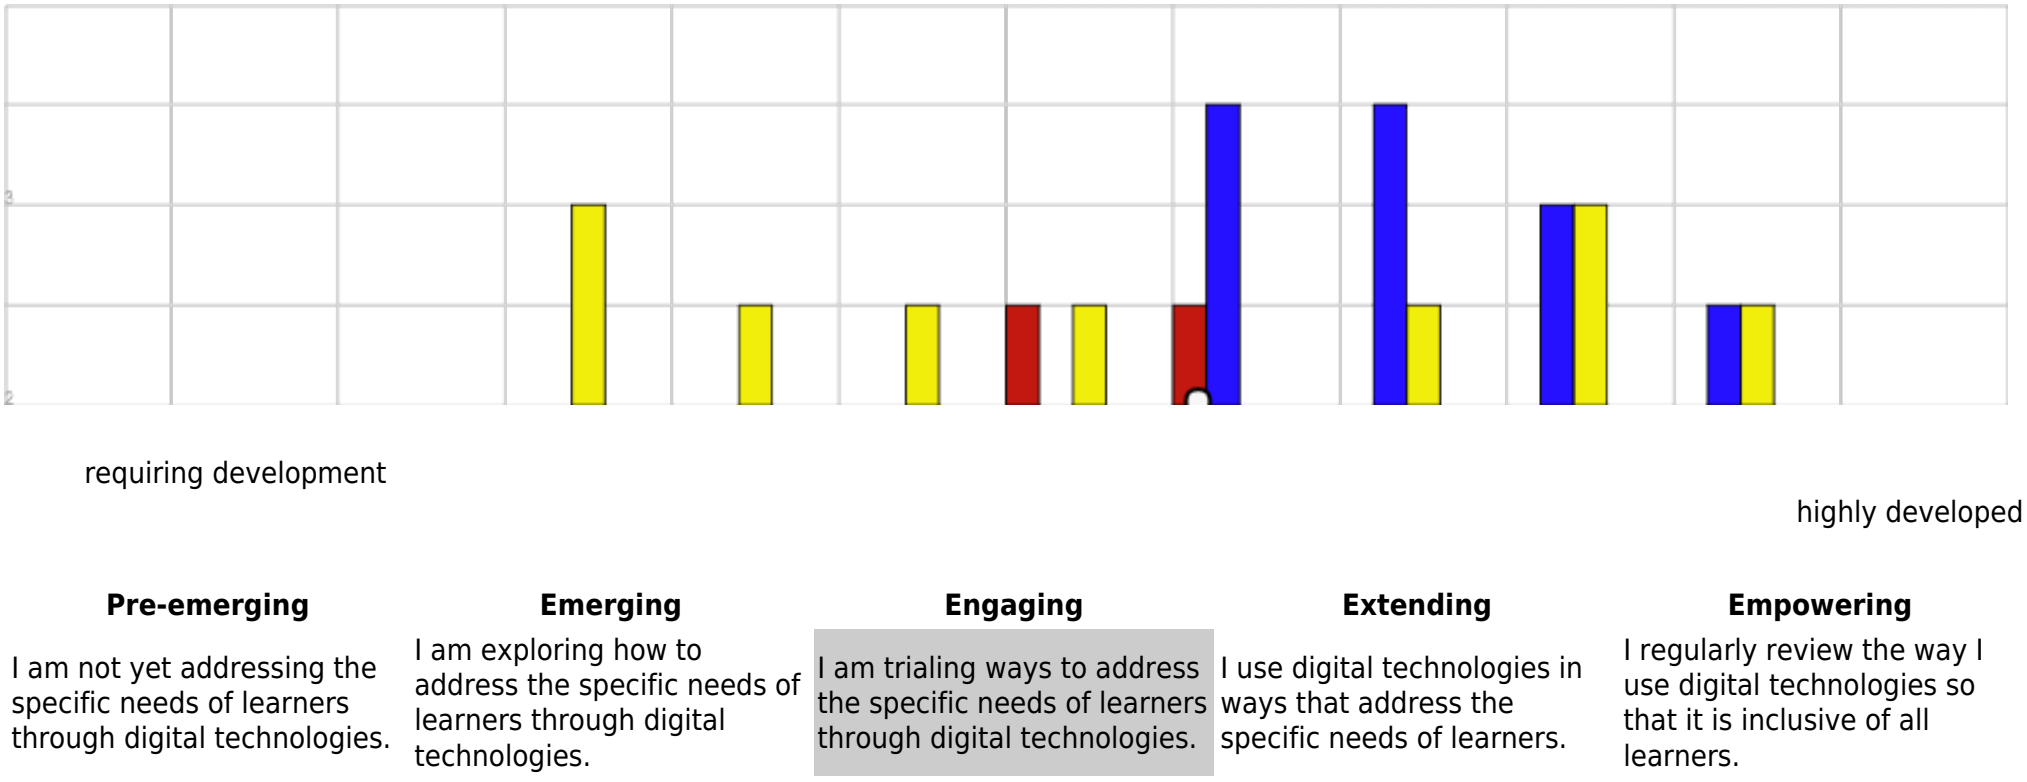 3
2
requiring development
highly developed
Pre-emerging
I am not yet addressing the
specific needs of learners
through digital technologies.
Emerging
I am exploring how to
address the specific needs of
learners through digital
technologies.
Engaging
I am trialing ways to address
the specific needs of learners
through digital technologies.
Extending
I use digital technologies in
ways that address the
specific needs of learners.
Empowering
I regularly review the way I
use digital technologies so
that it is inclusive of all
learners.